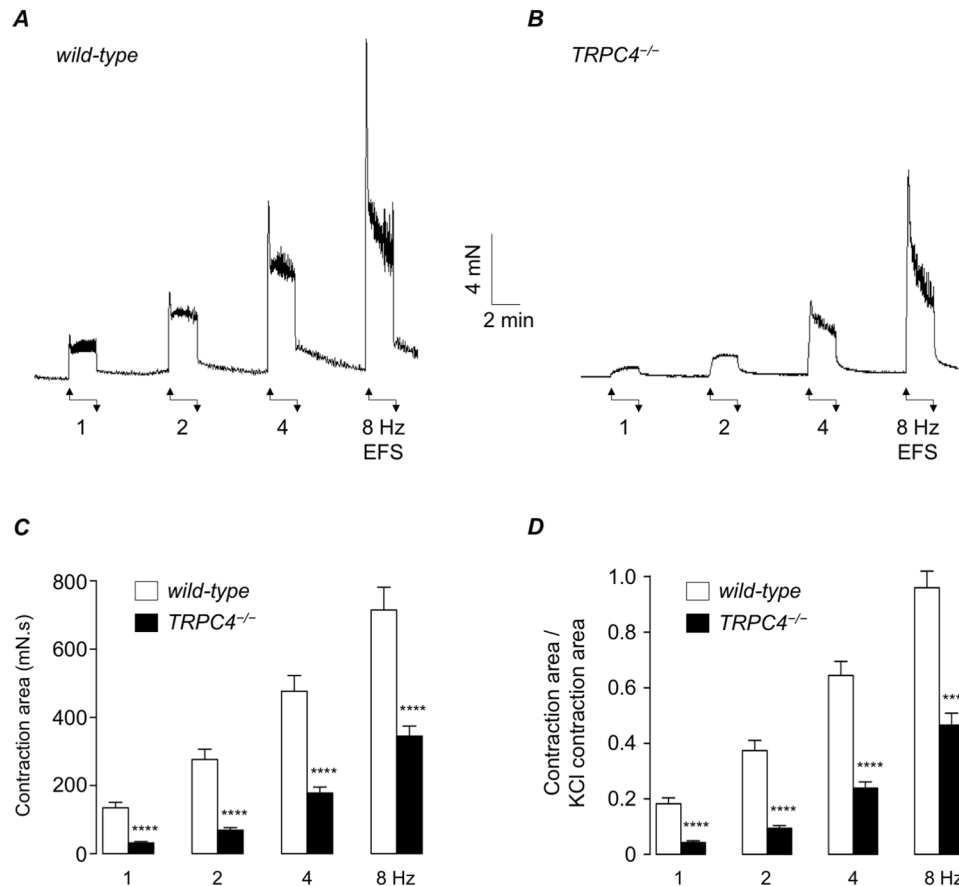 A
wild-type
B
TRPC4−/−
4 mN
2 min
1 2 4 8 Hz
EFS
1 2 4 8 Hz
EFS
C
800
600
400
200
0
Contraction area (mN.s)
wild-type
TRPC4−/−
**** **** **** ****
1 2 4 8 Hz
D
1.0
0.8
0.6
0.4
0.2
0
Contraction area /
KCl contraction area
wild-type
TRPC4−/−
**** **** **** ***
1 2 4 8 Hz